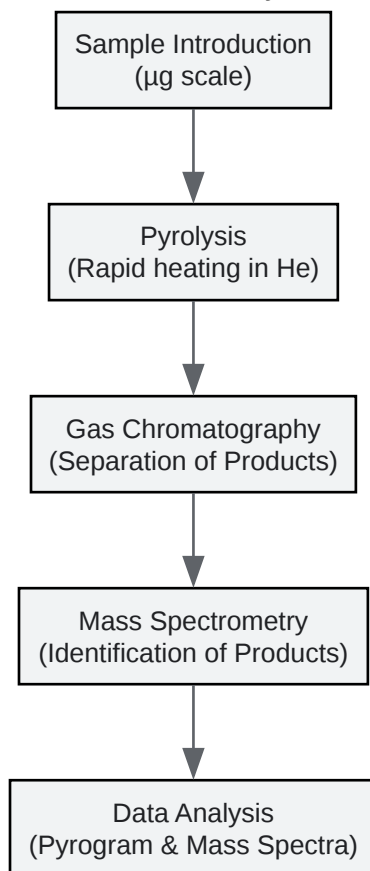 Sample Introduction
(µg scale)
Pyrolysis
(Rapid heating in He)
Gas Chromatography
(Separation of Products)
Mass Spectrometry
(Identification of Products)
Data Analysis
(Pyrogram & Mass Spectra)